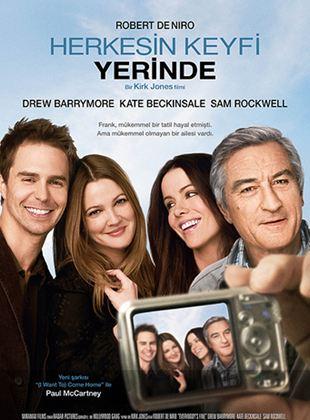 ROBERT DE NIRO
HERKESİN KEYFİ
YERİNDE
Bir Kirk Jones filmi
DREW BARRYMORE KATE BECKINSALE SAM ROCKWELL
Frank, mükemmel bir tatil hayal etmişti.
Ama mükemmel olmayan bir ailesi vardı.
Yeni şarkısı
"(I Want To) Come Home" ile
Paul McCartney